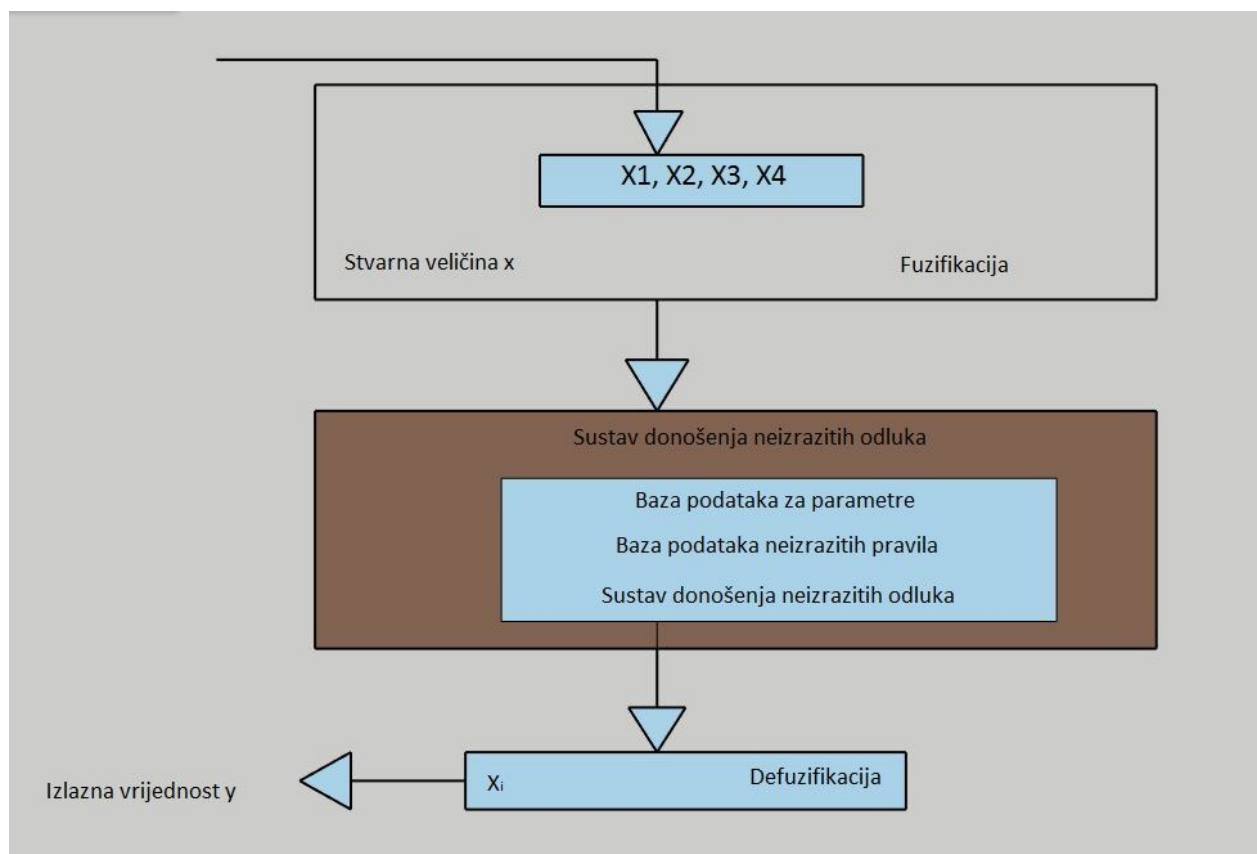 X1, X2, X3, X4
Stvarna veličina x
Fuzifikacija
Sustav donošenja neizrazitih odluka
Baza podataka za parametre
Baza podataka neizrazitih pravila
Sustav donošenja neizrazitih odluka
Xi
Defuzifikacija
Izlazna vrijednost y